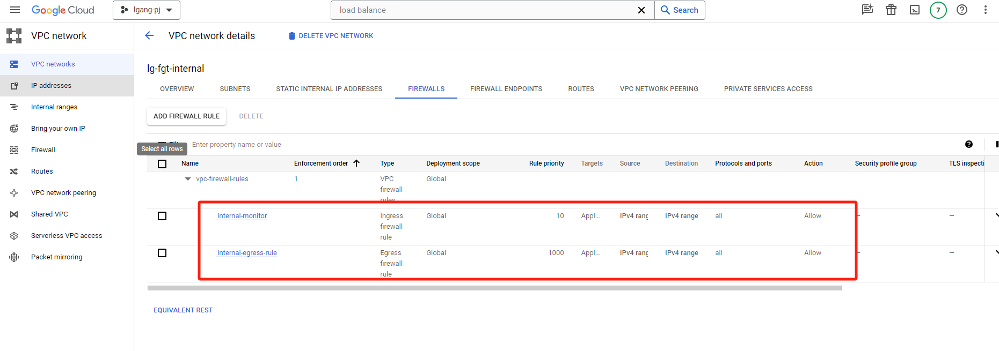 Google Cloud
lgang-pj
load balance
Search
7
VPC network
VPC network details
DELETE VPC NETWORK
VPC networks
IP addresses
Internal ranges
Bring your own IP
Firewall
Routes
VPC network peering
Shared VPC
Serverless VPC access
Packet mirroring
lg-fgt-internal
OVERVIEW SUBNETS STATIC INTERNAL IP ADDRESSES FIREWALLS FIREWALL ENDPOINTS ROUTES VPC NETWORK PEERING PRIVATE SERVICES ACCESS
ADD FIREWALL RULE DELETE
Enter property name or value
Select all rows
Name Enforcement order Type Deployment scope Rule priority Targets Source Destination Protocols and ports Action Security profile group TLS inspecti
vpc-firewall-rules 1 VPC Global
firewall
rules
internal-monitor Ingress Global 10 Appl... IPv4 rang IPv4 range all Allow – –
firewall
rule
internal-egress-rule Egress Global 1000 Appl... IPv4 rang IPv4 range all Allow – –
firewall
rule
EQUIVALENT REST